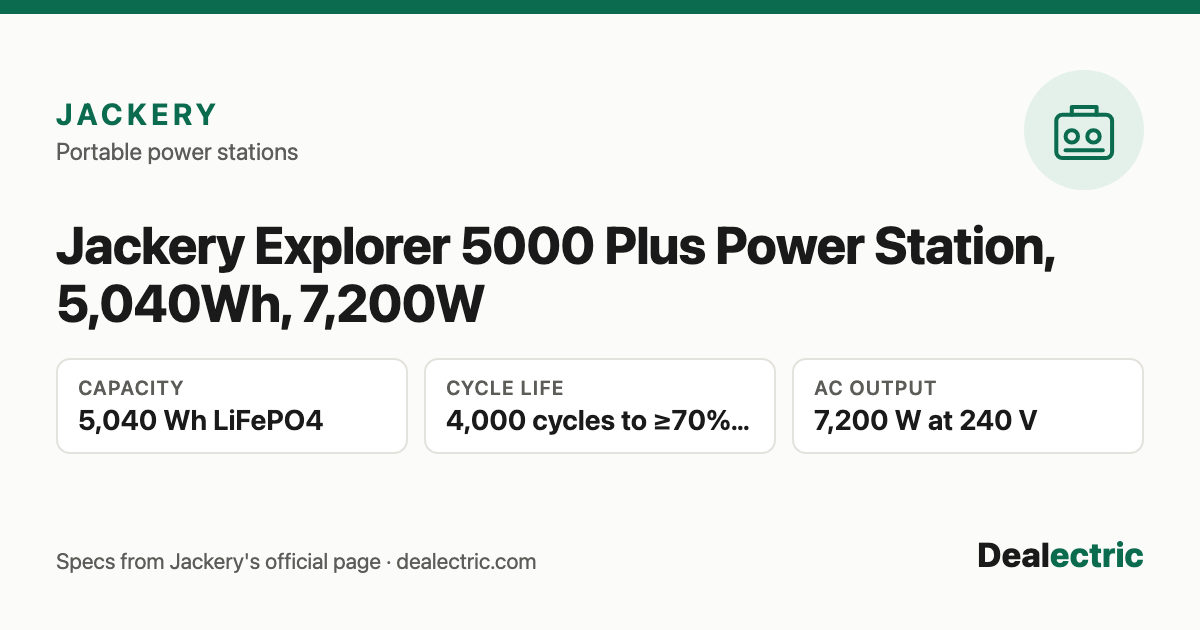 JACKERY
Portable power stations
Jackery Explorer 5000 Plus Power Station,
5,040Wh, 7,200W
CAPACITY
5,040 Wh LiFePO4
CYCLE LIFE
4,000 cycles to ≥70%...
AC OUTPUT
7,200 W at 240 V
Specs from Jackery's official page · dealectric.com
Dealectric